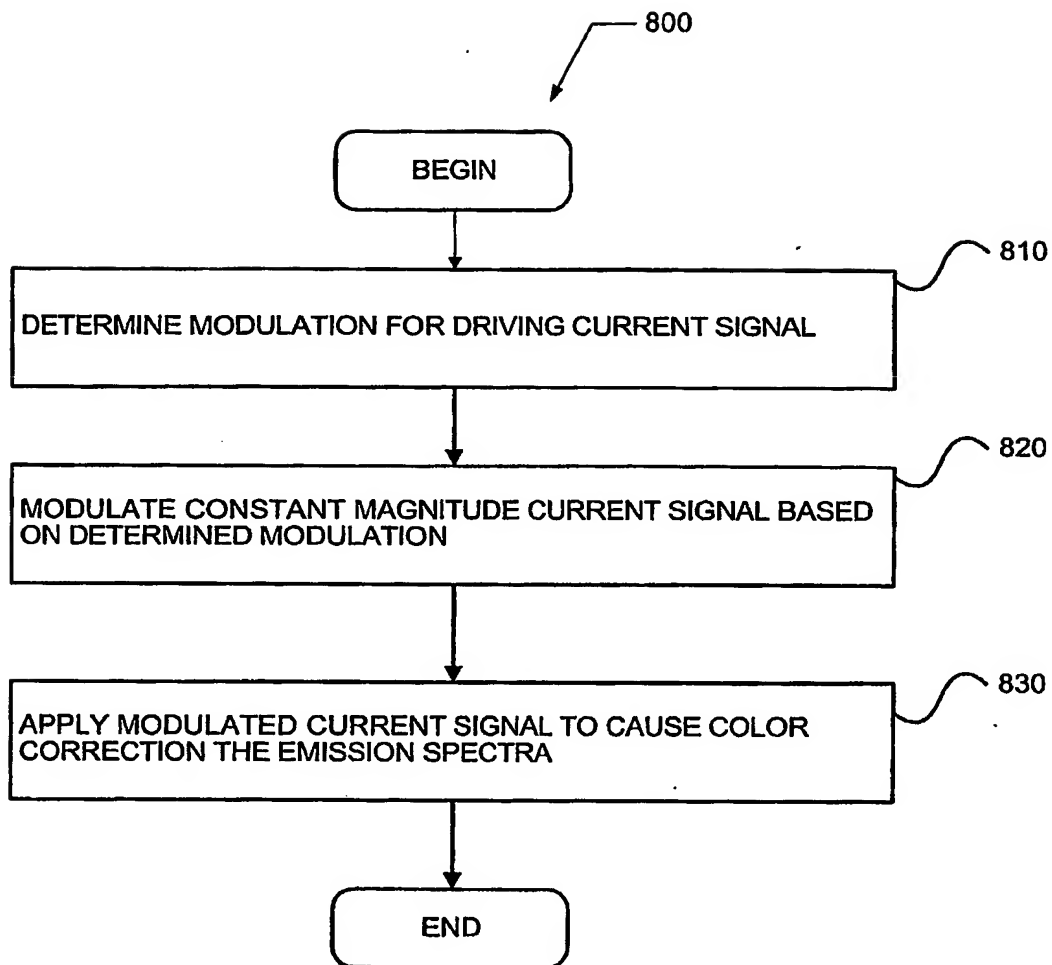 800
BEGIN
810
DETERMINE MODULATION FOR DRIVING CURRENT SIGNAL
820
MODULATE CONSTANT MAGNITUDE CURRENT SIGNAL BASED
ON DETERMINED MODULATION
830
APPLY MODULATED CURRENT SIGNAL TO CAUSE COLOR
CORRECTION THE EMISSION SPECTRA
END